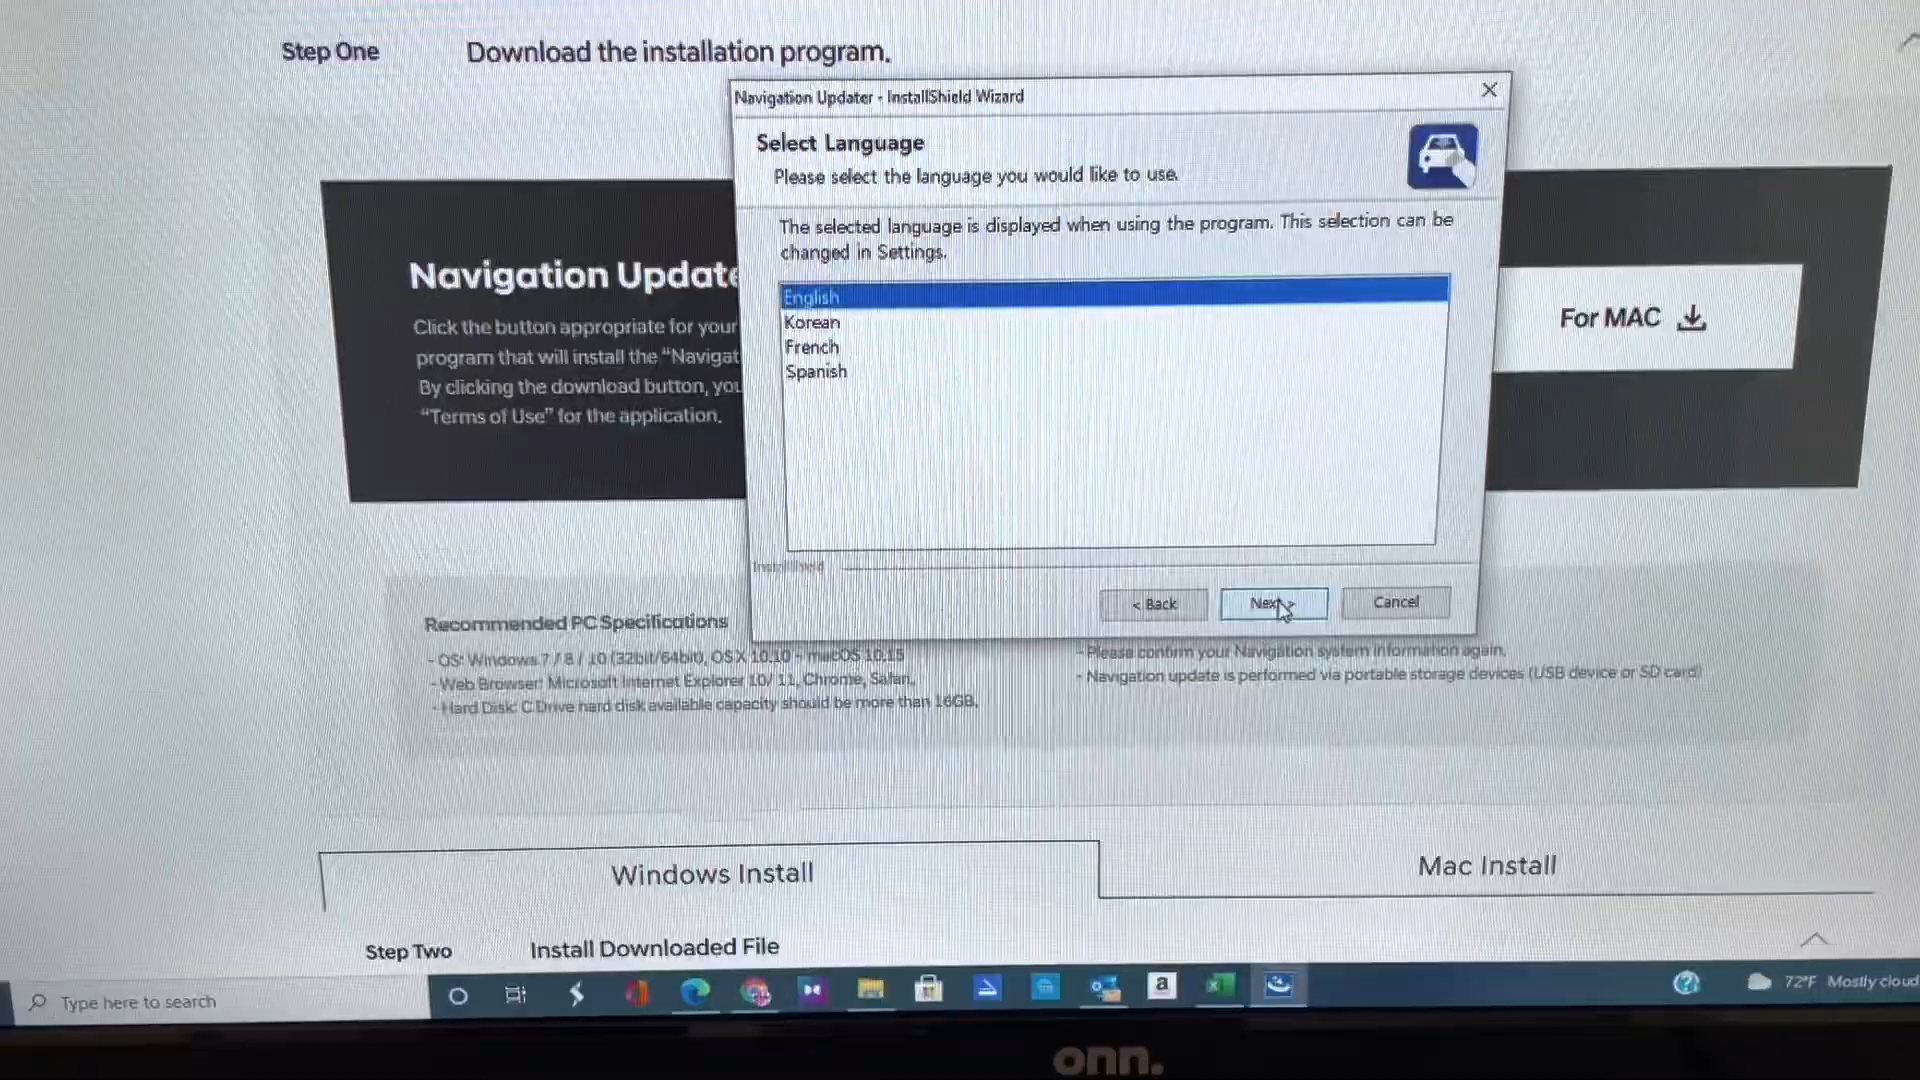 Step One
Download the installation program.
Navigation Updater - InstallShield Wizard
Select Language
Please select the language you would like to use.
The selected language is displayed when using the program. This selection can be
changed in Settings.
English
Korean
French
Spanish
InstallShield
< Back
Next >
Cancel
Navigation Update
Click the button appropriate for your
program that will install the "Navigat
By clicking the download button, you
"Terms of Use" for the application.
For MAC
Recommended PC Specifications
- OS: Windows 7 / 8 / 10 (32bit/64bit), OS X 10.10 - macOS 10.15
- Web Browser: Microsoft Internet Explorer 10/ 11, Chrome, Safari,
- Hard Disk: C Drive hard disk available capacity should be more than 16GB.
- Please confirm your Navigation system information again.
- Navigation update is performed via portable storage devices (USB device or SD card)
Windows Install
Mac Install
Step Two
Install Downloaded File
Type here to search
72°F Mostly cloud
onn.